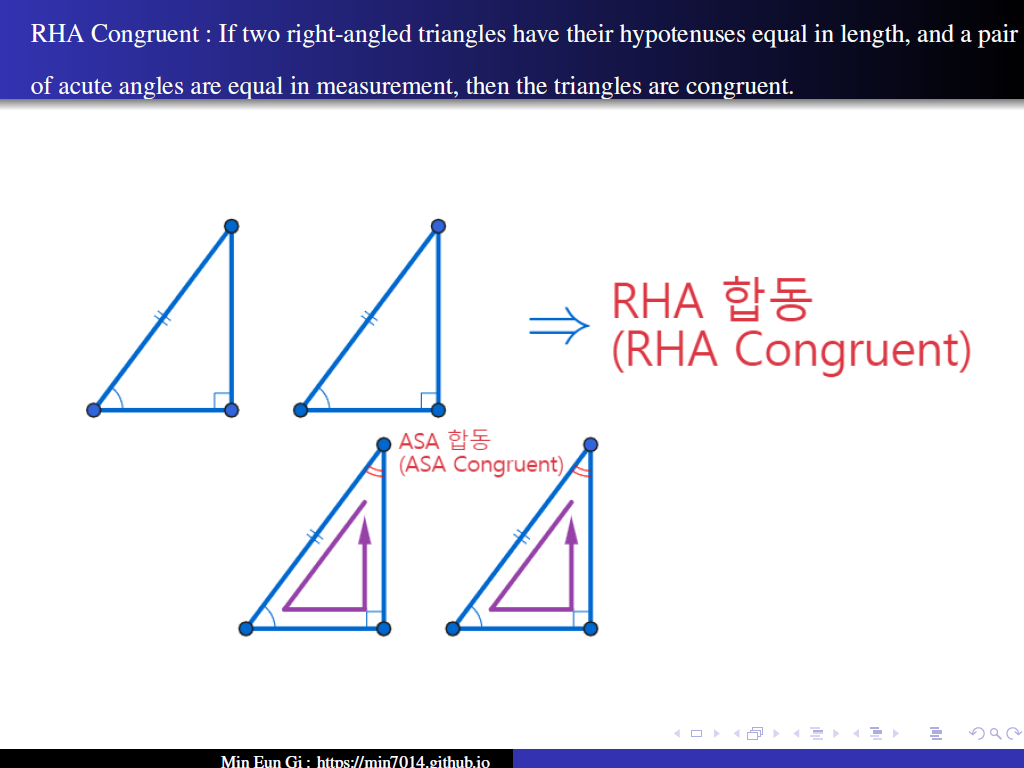 RHA Congruent : If two right-angled triangles have their hypotenuses equal in length, and a pair
of acute angles are equal in measurement, then the triangles are congruent.
RHA 합동
(RHA Congruent)
ASA 합동
(ASA Congruent)
Min Eun Gi : https://min7014.github.io